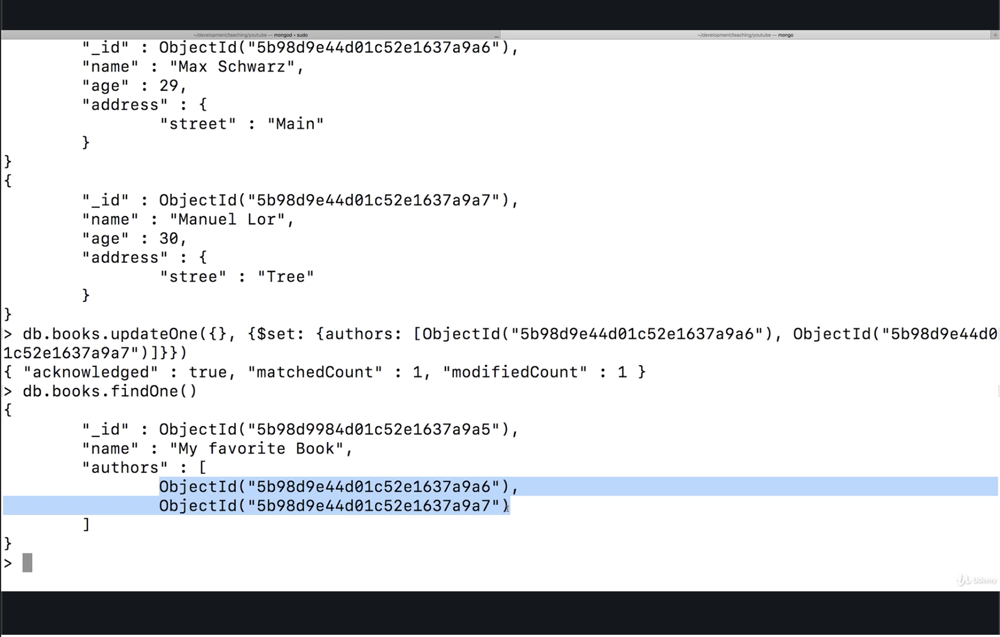 ~/development/teaching/youtube — mongod • sudo ... ~/development/teaching/youtube — mongo +
"_id" : ObjectId("5b98d9e44d01c52e1637a9a6"),
"name" : "Max Schwarz",
"age" : 29,
"address" : {
"street" : "Main"
}
}
{
"_id" : ObjectId("5b98d9e44d01c52e1637a9a7"),
"name" : "Manuel Lor",
"age" : 30,
"address" : {
"stree" : "Tree"
}
}
> db.books.updateOne({}, {$set: {authors: [ObjectId("5b98d9e44d01c52e1637a9a6"), ObjectId("5b98d9e44d0
1c52e1637a9a7")]}})
{ "acknowledged" : true, "matchedCount" : 1, "modifiedCount" : 1 }
> db.books.findOne()
{
"_id" : ObjectId("5b98d9984d01c52e1637a9a5"),
"name" : "My favorite Book",
"authors" : [
ObjectId("5b98d9e44d01c52e1637a9a6"),
ObjectId("5b98d9e44d01c52e1637a9a7")
]
}
>
Udemy